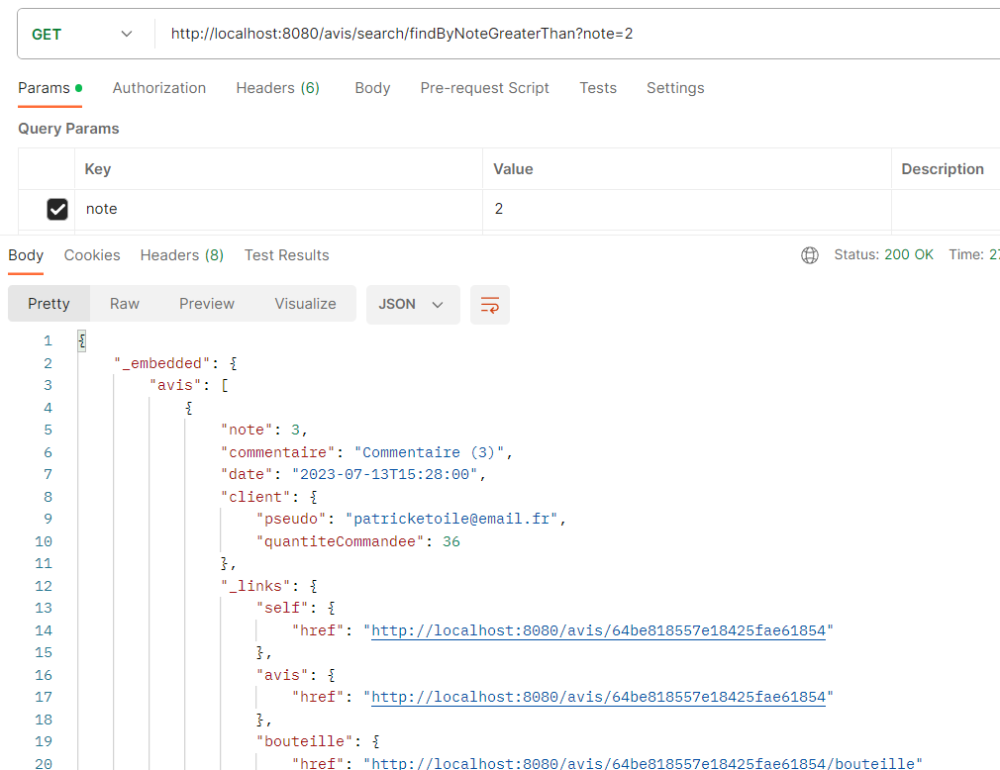 GET http://localhost:8080/avis/search/findByNoteGreaterThan?note=2
Params Authorization Headers (6) Body Pre-request Script Tests Settings
Query Params
Key Value Description
note 2
Body Cookies Headers (8) Test Results Status: 200 OK Time: 27
Pretty Raw Preview Visualize JSON
1 {
2 "_embedded": {
3 "avis": [
4 {
5 "note": 3,
6 "commentaire": "Commentaire (3)",
7 "date": "2023-07-13T15:28:00",
8 "client": {
9 "pseudo": "patricketoile@email.fr",
10 "quantiteCommandee": 36
11 },
12 "_links": {
13 "self": {
14 "href": "http://localhost:8080/avis/64be818557e18425fae61854"
15 },
16 "avis": {
17 "href": "http://localhost:8080/avis/64be818557e18425fae61854"
18 },
19 "bouteille": {
20 "href": "http://localhost:8080/avis/64be818557e18425fae61854/bouteille"